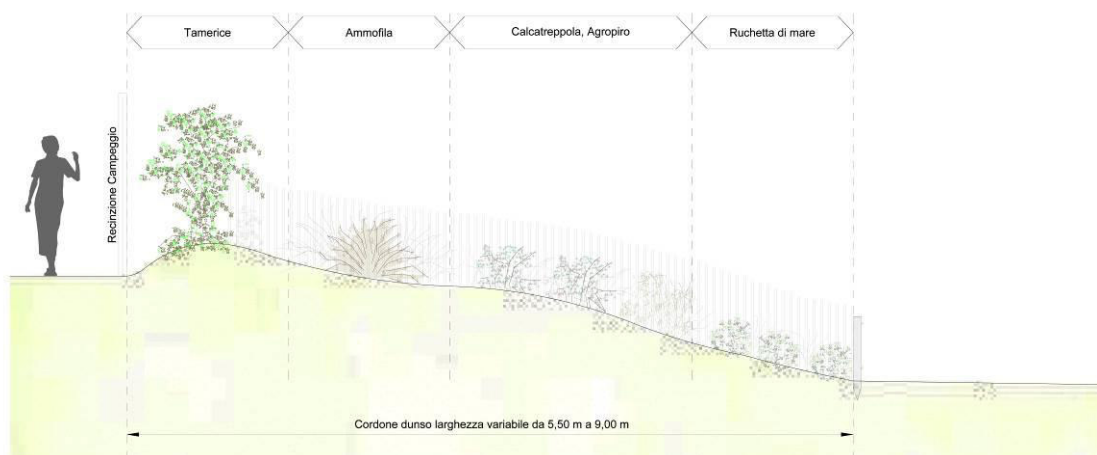 Tamerice
Ammofila
Calcatreppola, Agropiro
Ruchetta di mare
Recinzione Campeggio
Cordone dunso larghezza variabile da 5,50 m a 9,00 m